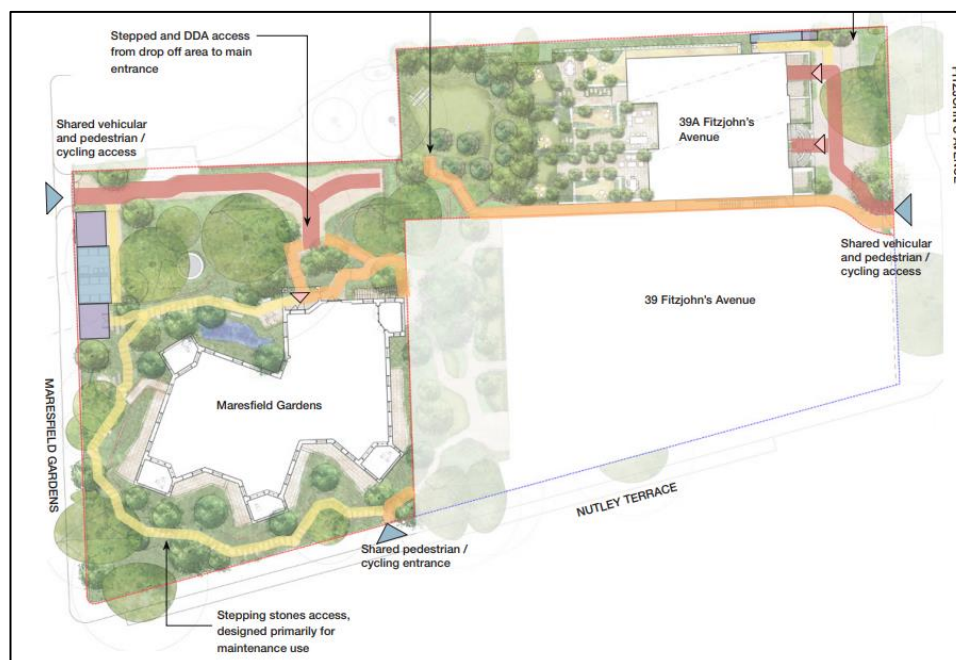 Stepped and DDA access
from drop off area to main
entrance
Shared vehicular
and pedestrian /
cycling access
39A Fitzjohn's
Avenue
FITZJOHN'S AVENUE
Shared vehicular
and pedestrian /
cycling access
39 Fitzjohn's Avenue
Maresfield Gardens
MARESFIELD GARDENS
NUTLEY TERRACE
Shared pedestrian /
cycling entrance
Stepping stones access,
designed primarily for
maintenance use